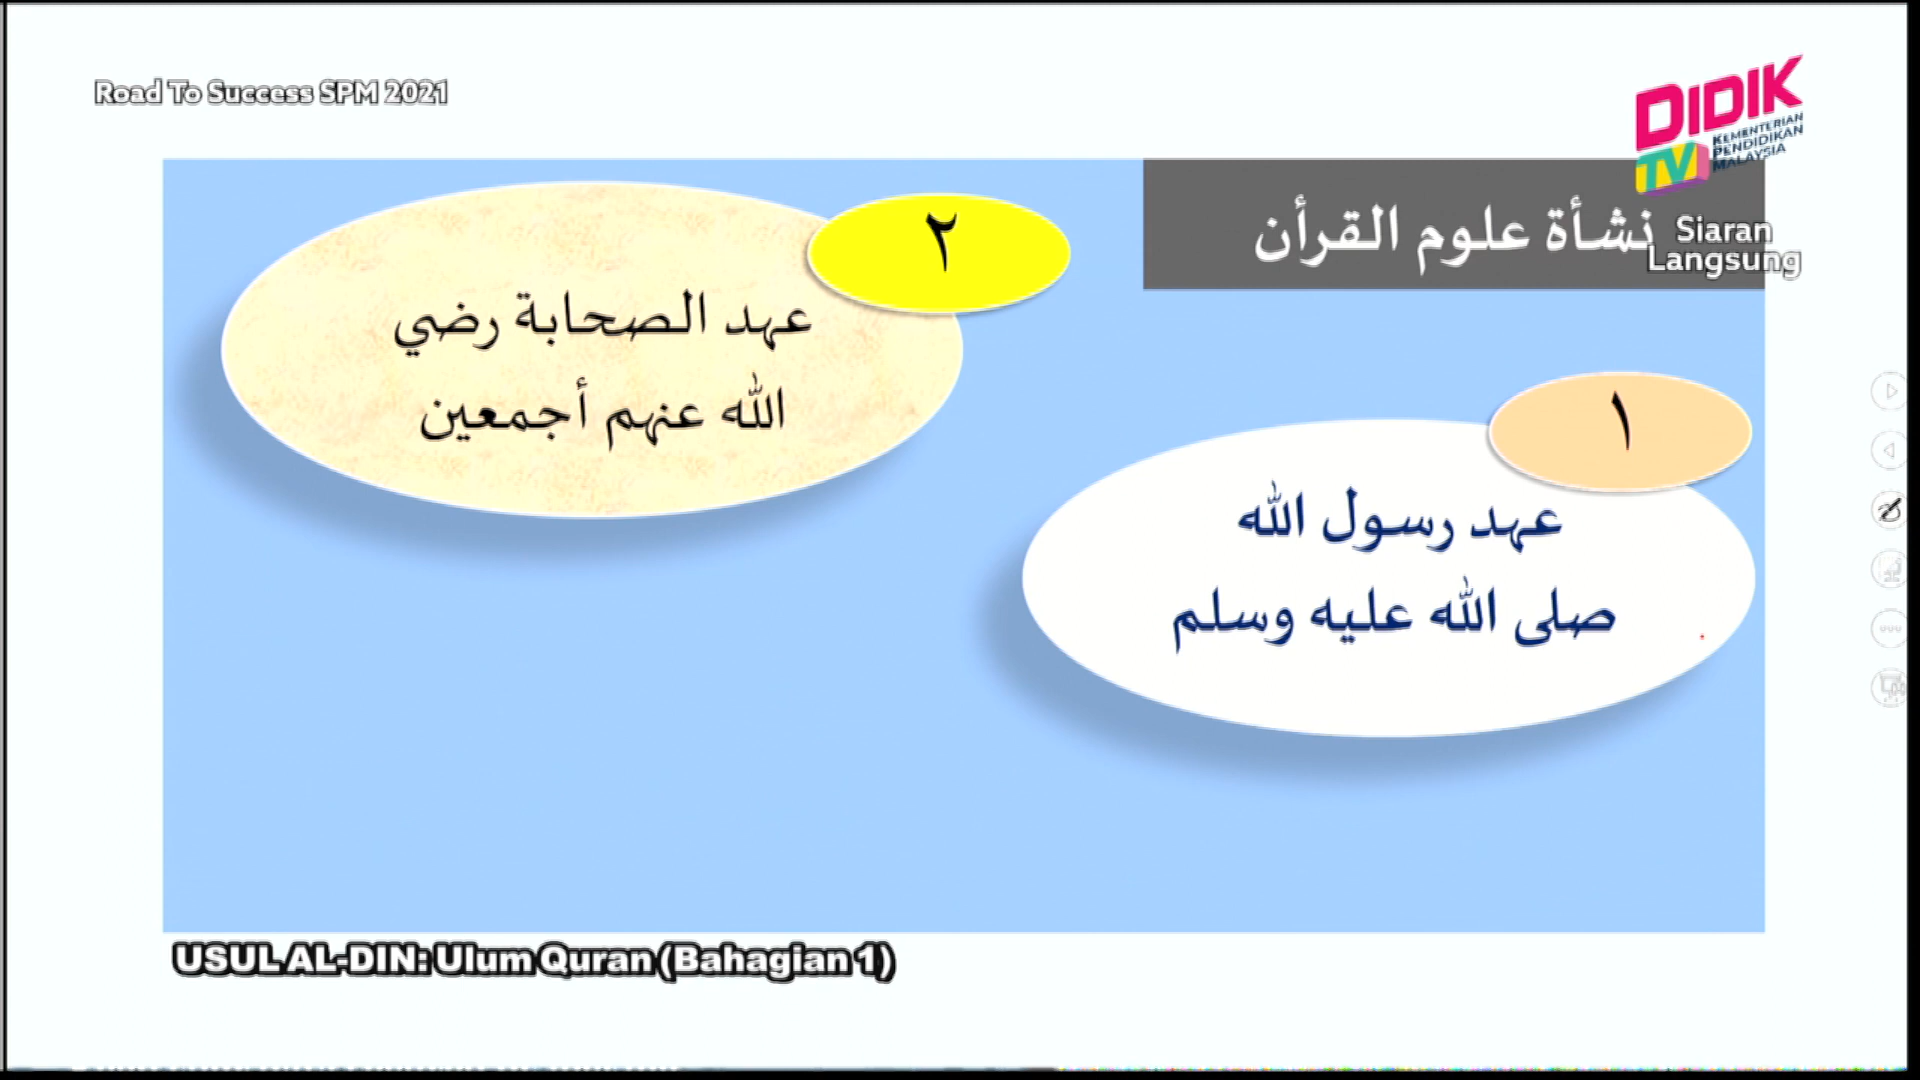 Road To Success SPM 2021
DIDIK
TV
KEMENTERIAN
PENDIDIKAN
MALAYSIA
Siaran
Langsung
نشأة علوم القرأن
١
عهد رسول الله
صلى الله عليه وسلم
٢
عهد الصحابة رضي
الله عنهم أجمعين
USUL AL-DIN: Ulum Quran (Bahagian 1)